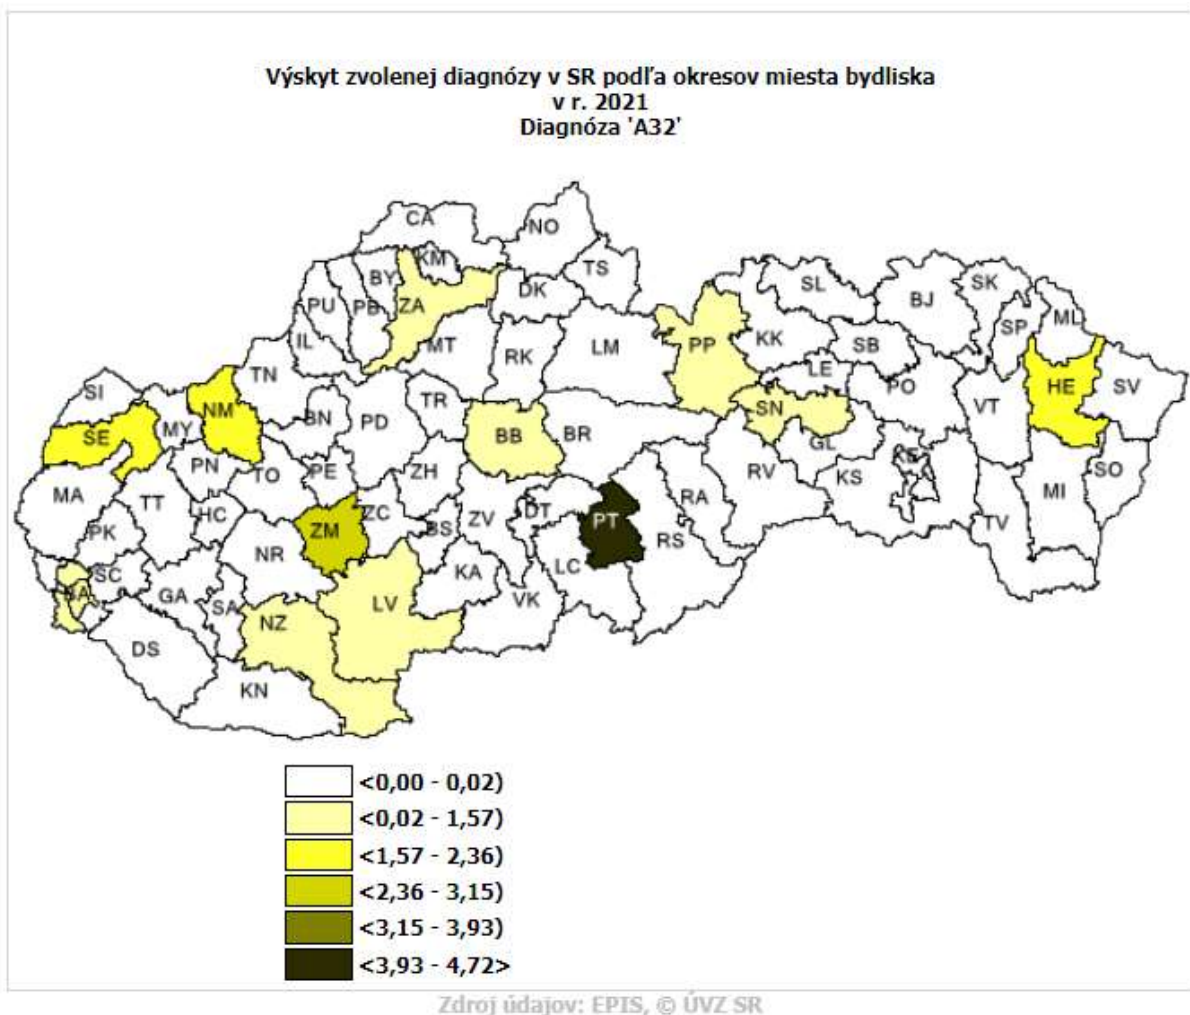 Výskyt zvolenej diagnózy v SR podľa okresov miesta bydliska
v r. 2021
Diagnóza 'A32'
CA
NO
KM
TS
BY
DK
ZA
PU
PB
SL
BJ
SK
ML
SP
IL
MT
RK
LM
PP
KK
SB
LE
TN
SI
NM
TR
PO
HE
SV
SN
VT
MY
SE
BN
PD
BB
BR
GL
PN
TO
PE
ZH
RV
KS
KE
SO
MA
TT
HC
ZM
ZC
BS
ZV
DT
PT
RA
MI
PK
NR
RS
TV
SC
KA
LC
BA
GA
SA
LV
VK
NZ
DS
KN
<0,00 - 0,02)
<0,02 - 1,57)
<1,57 - 2,36)
<2,36 - 3,15)
<3,15 - 3,93)
<3,93 - 4,72>
Zdroj údajov: EPIS, © ÚVZ SR